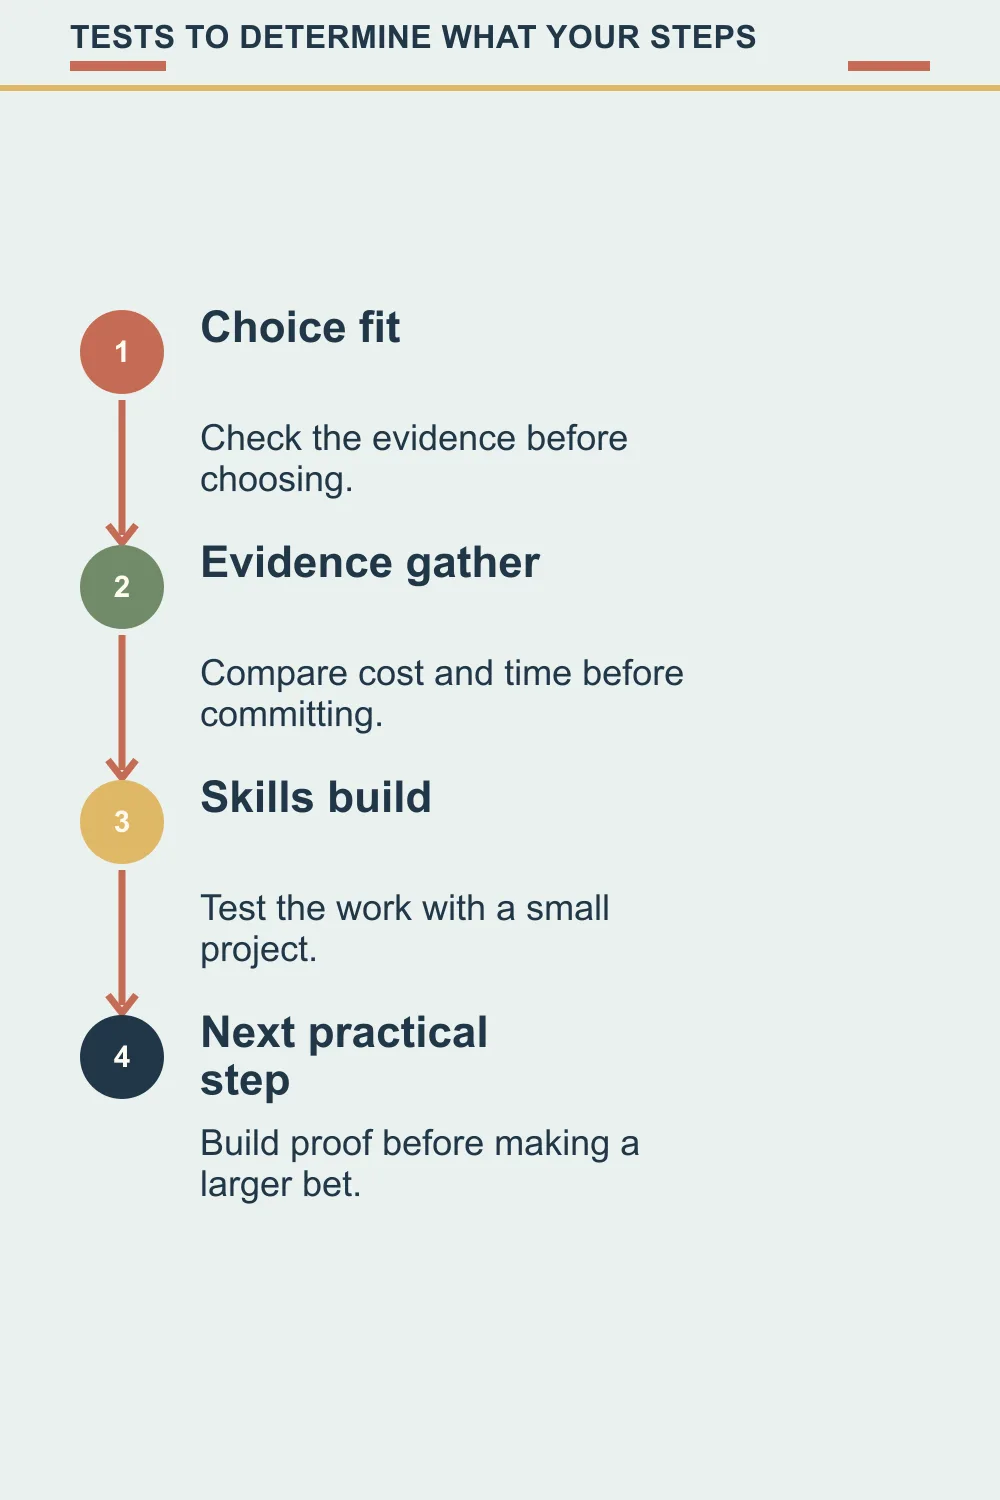 TESTS TO DETERMINE WHAT YOUR STEPS
1
Choice fit
Check the evidence before
choosing.
2
Evidence gather
Compare cost and time before
committing.
3
Skills build
Test the work with a small
project.
4
Next practical
step
Build proof before making a
larger bet.